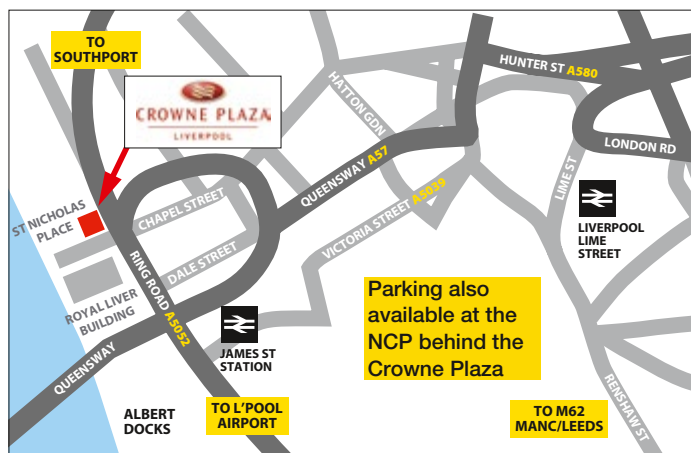 TO
SOUTHPORT
CROWNE PLAZA
LIVERPOOL
HUNTER ST A580
HATTON GDN
LONDON RD
QUEENSWAY A57
LIME ST
VICTORIA STREET A5039
ST NICHOLAS
PLACE
CHAPEL STREET
LIVERPOOL
LIME
STREET
DALE STREET
RING ROAD A5052
ROYAL LIVER
BUILDING
Parking also
available at the
NCP behind the
Crowne Plaza
JAMES ST
STATION
QUEENSWAY
RENSHAW ST
ALBERT
DOCKS
TO L'POOL
AIRPORT
TO M62
MANC/LEEDS